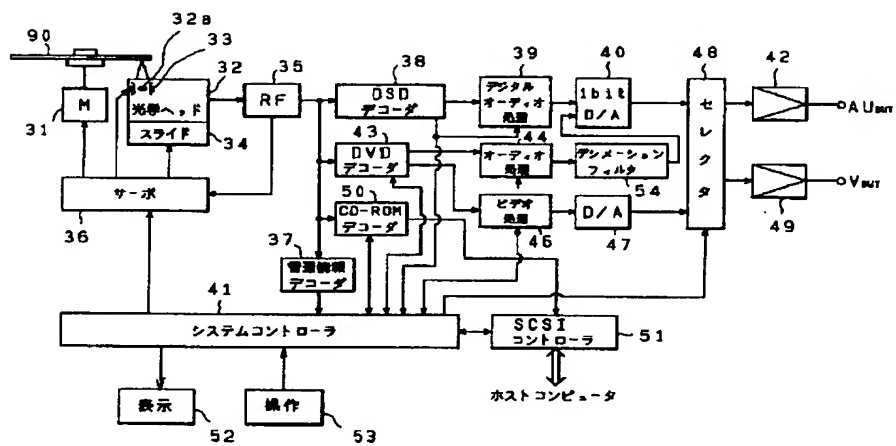 90
32a
33
32
31
M
光学ヘッド
スライド
34
35
RF
サーボ
36
38
DSD
デコーダ
43
DVD
デコーダ
50
CD-ROM
デコーダ
37
管理情報
デコーダ
39
デジタル
オーディオ
処理
44
オーディオ
処理
ビデオ
処理
46
40
1bit
D/A
デシメーション
フィルタ
54
D/A
47
48
セレクタ
42
AUOUT
VOUT
49
41
システムコントローラ
SCSI
コントローラ
51
ホストコンピュータ
表示
52
操作
53